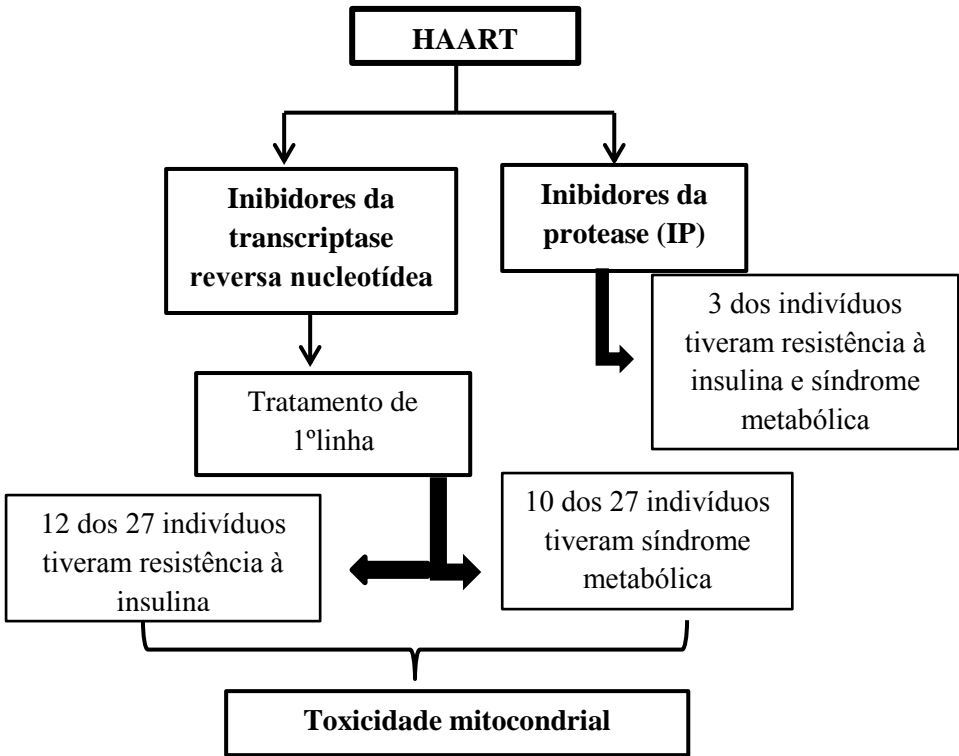 HAART
Inibidores da
transcriptase
reversa nucleotídea
Inibidores da
protease (IP)
3 dos indivíduos
tiveram resistência à
insulina e síndrome
metabólica
Tratamento de
1ºlinha
12 dos 27 indivíduos
tiveram resistência à
insulina
10 dos 27 indivíduos
tiveram síndrome
metabólica
Toxicidade mitocondrial